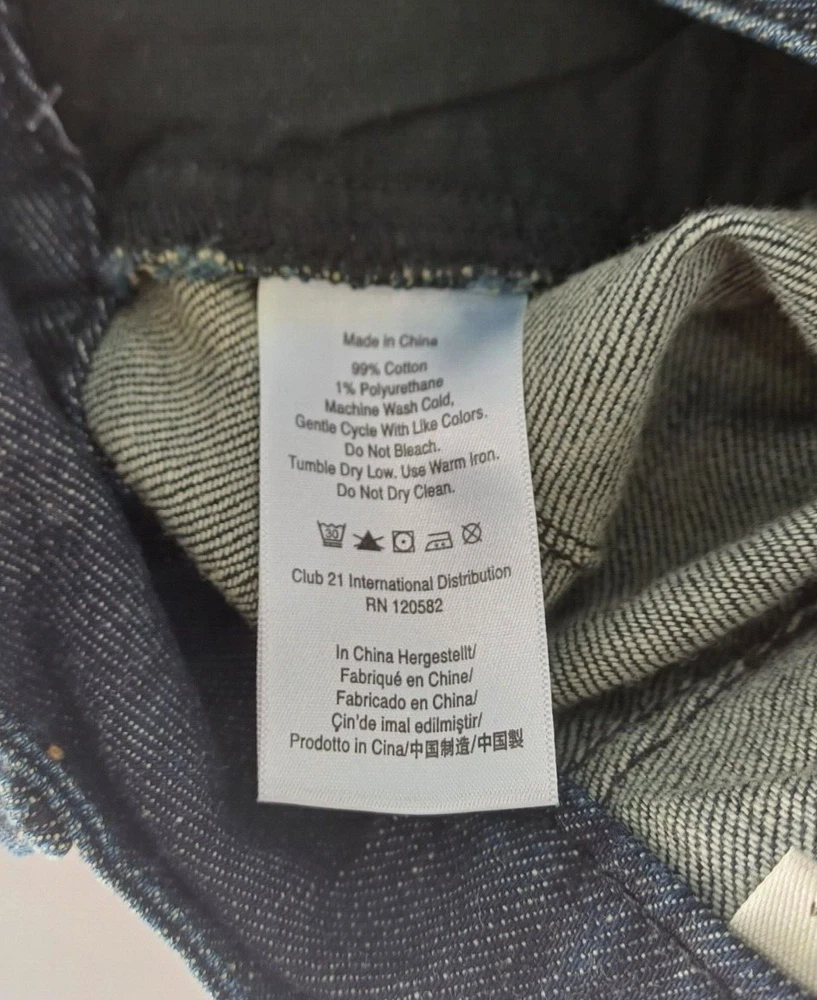 Made in China
99% Cotton
1% Polyurethane
Machine Wash Cold,
Gentle Cycle With Like Colors.
Do Not Bleach.
Tumble Dry Low. Use Warm Iron.
Do Not Dry Clean.
30
Club 21 International Distribution
RN 120582
In China Hergestellt/
Fabriqué en Chine/
Fabricado en China/
Çin'de imal edilmiştir/
Prodotto in Cina/中国制造/中国製